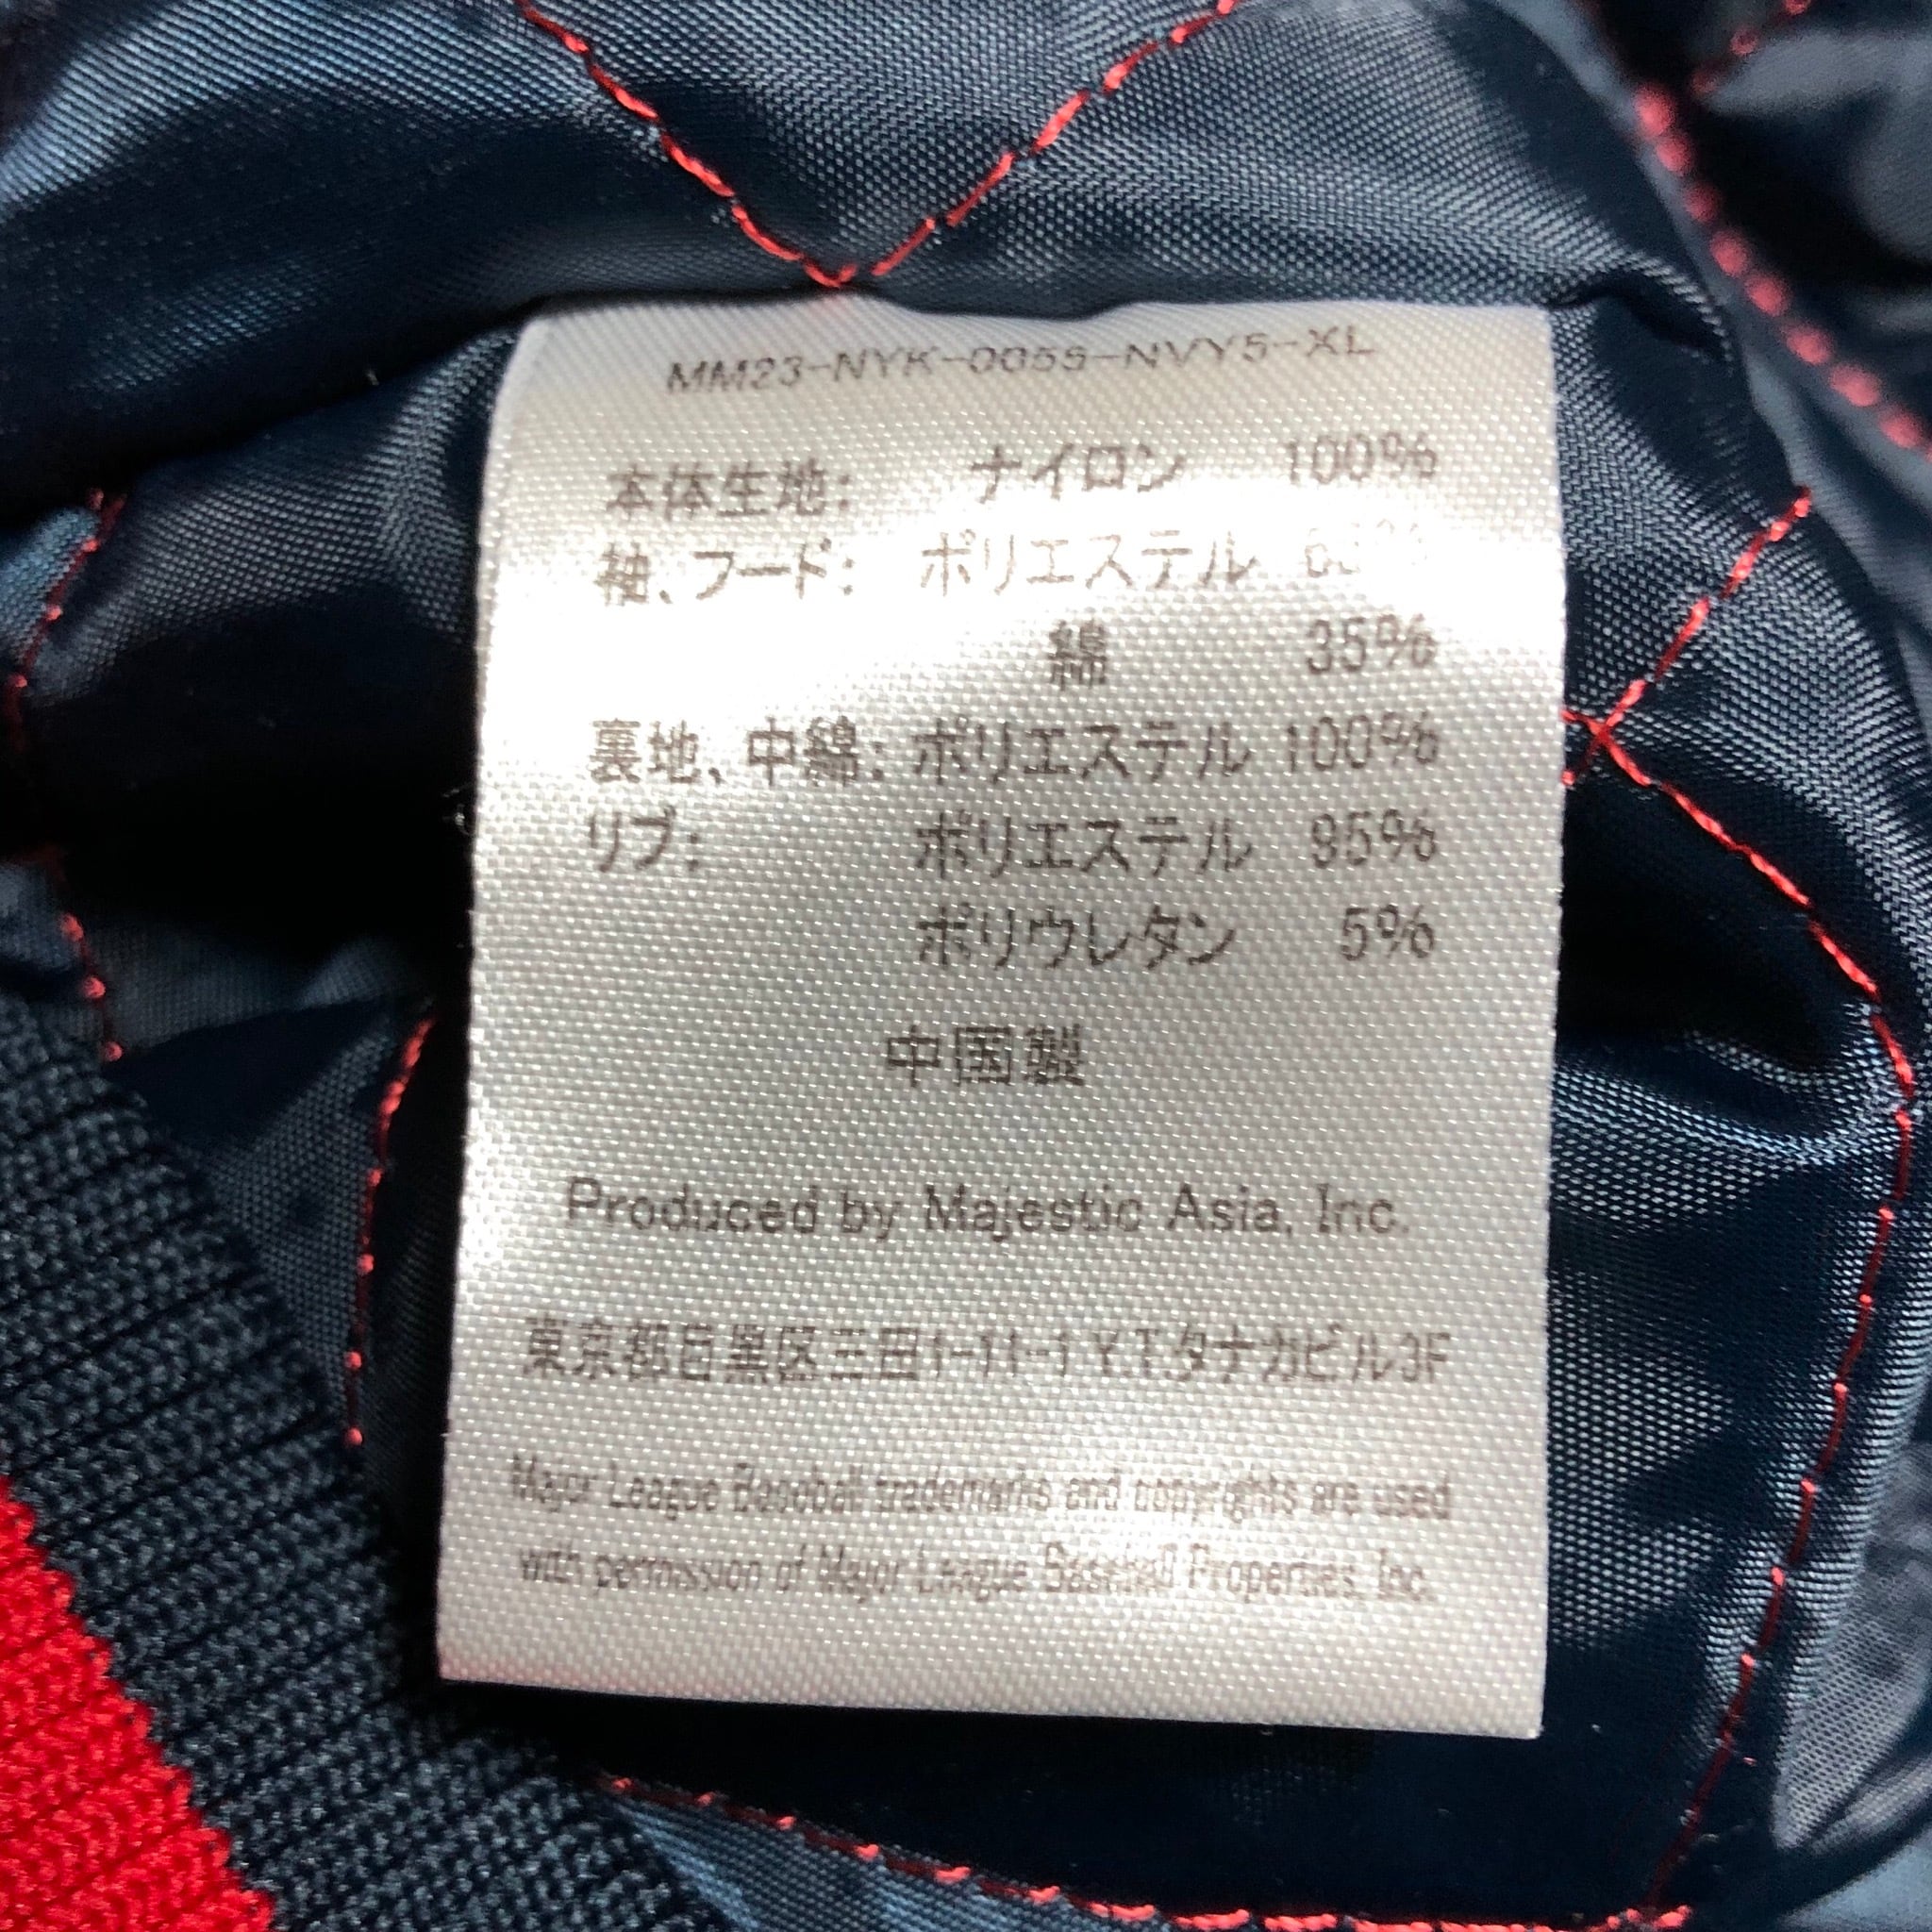 MM23-NYK-0055-NVY5-XL
本体生地: ナイロン 100%
袖、フード: ポリエステル
綿 35%
裏地、中綿: ポリエステル 100%
リブ: ポリエステル 95%
ポリウレタン 5%
中国製
Produced by Majestic Asia, Inc.
東京都目黒区三田1-11-1 Y.T.タナカビル3F
Major League Baseball trademarks and copyrights are used
with permission of Major League Baseball Properties, Inc.